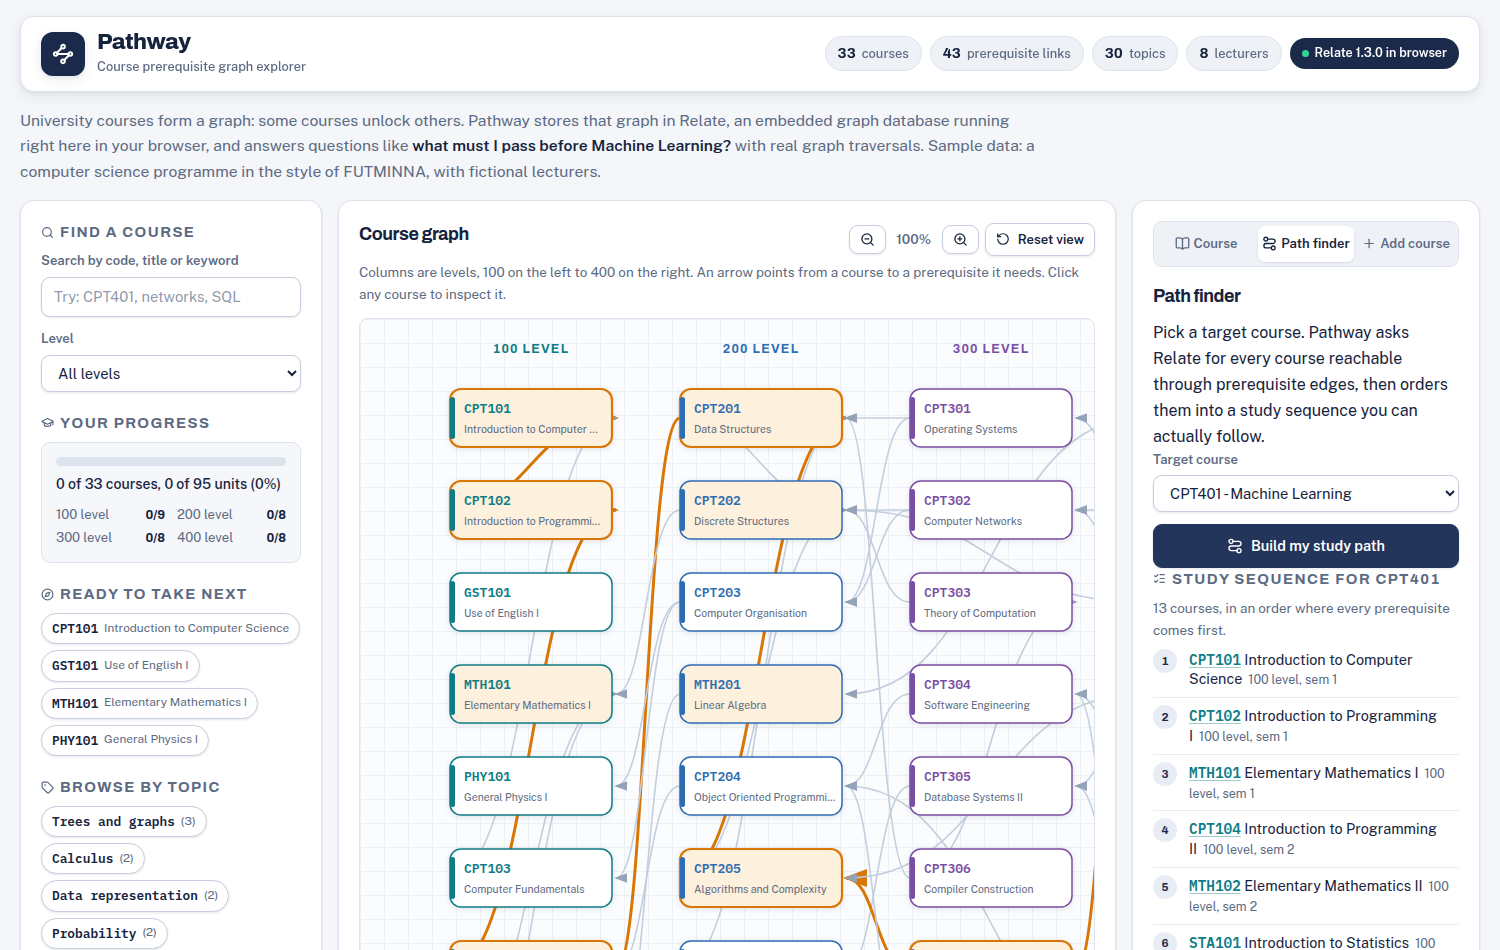 Pathway
Course prerequisite graph explorer
33 courses
43 prerequisite links
30 topics
8 lecturers
Relate 1.3.0 in browser
University courses form a graph: some courses unlock others. Pathway stores that graph in Relate, an embedded graph database running
right here in your browser, and answers questions like what must I pass before Machine Learning? with real graph traversals. Sample data: a
computer science programme in the style of FUTMINNA, with fictional lecturers.
FIND A COURSE
Search by code, title or keyword
Try: CPT401, networks, SQL
Level
All levels
YOUR PROGRESS
0 of 33 courses, 0 of 95 units (0%)
100 level 0/9 200 level 0/8
300 level 0/8 400 level 0/8
READY TO TAKE NEXT
CPT101 Introduction to Computer Science
GST101 Use of English I
MTH101 Elementary Mathematics I
PHY101 General Physics I
BROWSE BY TOPIC
Trees and graphs (3)
Calculus (2)
Data representation (2)
Probability (2)
Course graph
100%
Reset view
Columns are levels, 100 on the left to 400 on the right. An arrow points from a course to a prerequisite it needs. Click
any course to inspect it.
100 LEVEL
200 LEVEL
300 LEVEL
CPT101
Introduction to Computer ...
CPT201
Data Structures
CPT301
Operating Systems
CPT102
Introduction to Programmi...
CPT202
Discrete Structures
CPT302
Computer Networks
GST101
Use of English I
CPT203
Computer Organisation
CPT303
Theory of Computation
MTH101
Elementary Mathematics I
MTH201
Linear Algebra
CPT304
Software Engineering
PHY101
General Physics I
CPT204
Object Oriented Programmi...
CPT305
Database Systems II
CPT103
Computer Fundamentals
CPT205
Algorithms and Complexity
CPT306
Compiler Construction
Course
Path finder
Add course
Path finder
Pick a target course. Pathway asks
Relate for every course reachable
through prerequisite edges, then orders
them into a study sequence you can
actually follow.
Target course
CPT401 - Machine Learning
Build my study path
STUDY SEQUENCE FOR CPT401
13 courses, in an order where every prerequisite
comes first.
1 CPT101 Introduction to Computer
Science 100 level, sem 1
2 CPT102 Introduction to Programming
I 100 level, sem 1
3 MTH101 Elementary Mathematics I 100
level, sem 1
4 CPT104 Introduction to Programming
II 100 level, sem 2
5 MTH102 Elementary Mathematics II 100
level, sem 2
6 STA101 Introduction to Statistics 100